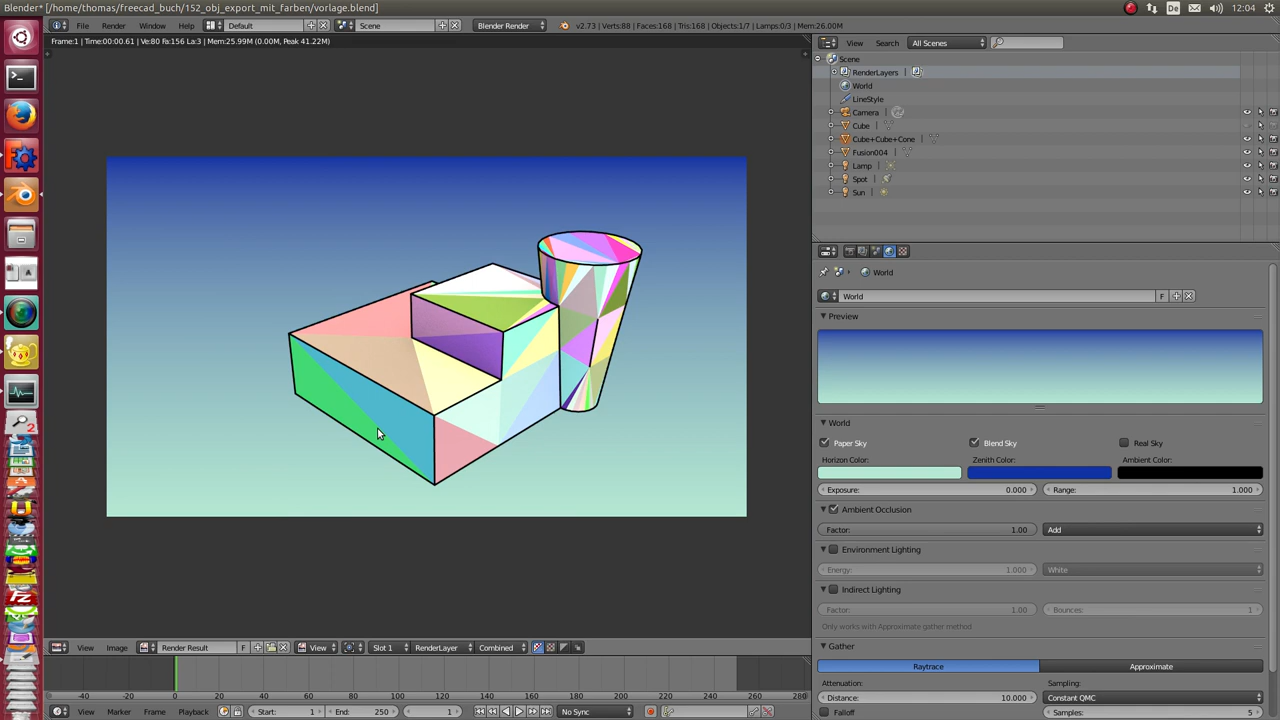 Blender* [/home/thomas/freecad_buch/152_obj_export_mit_farben/vorlage.blend]
De 12:04
File Render Window Help Default Scene Blender Render v2.73 | Verts:88 | Faces:168 | Tris:168 | Objects:1/7 | Lamps:0/3 | Mem:26.00M
Frame:1 | Time:00:00.61 | Ve:80 Fa:156 La:3 | Mem:25.99M (0.00M, Peak 41.22M)
View Search All Scenes
Scene
RenderLayers
World
LineStyle
Camera
Cube
Cube+Cube+Cone
Fusion004
Lamp
Spot
Sun
World
World F
Preview
World
Paper Sky Blend Sky Real Sky
Horizon Color: Zenith Color: Ambient Color:
Exposure: 0.000 Range: 1.000
Ambient Occlusion
Factor: 1.00 Add
Environment Lighting
Energy: 1.000 White
Indirect Lighting
Factor: 1.00 Bounces: 1
Only works with Approximate gather method
Gather
Raytrace Approximate
Attenuation: Sampling:
Distance: 10.000 Constant QMC
Falloff Samples: 5
View Image Render Result F View Slot 1 RenderLayer Combined
-40 -20 0 20 40 60 80 100 120 140 160 180 200 220 240 260 280
View Marker Frame Playback Start: 1 End: 250 1 No Sync